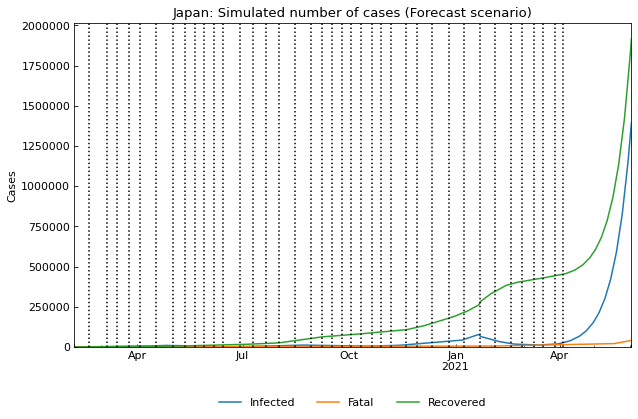 Japan: Simulated number of cases (Forecast scenario)
2000000
1750000
1500000
1250000
1000000
750000
500000
250000
0
Cases
Apr Jul Oct Jan Apr
2021
Infected Fatal Recovered